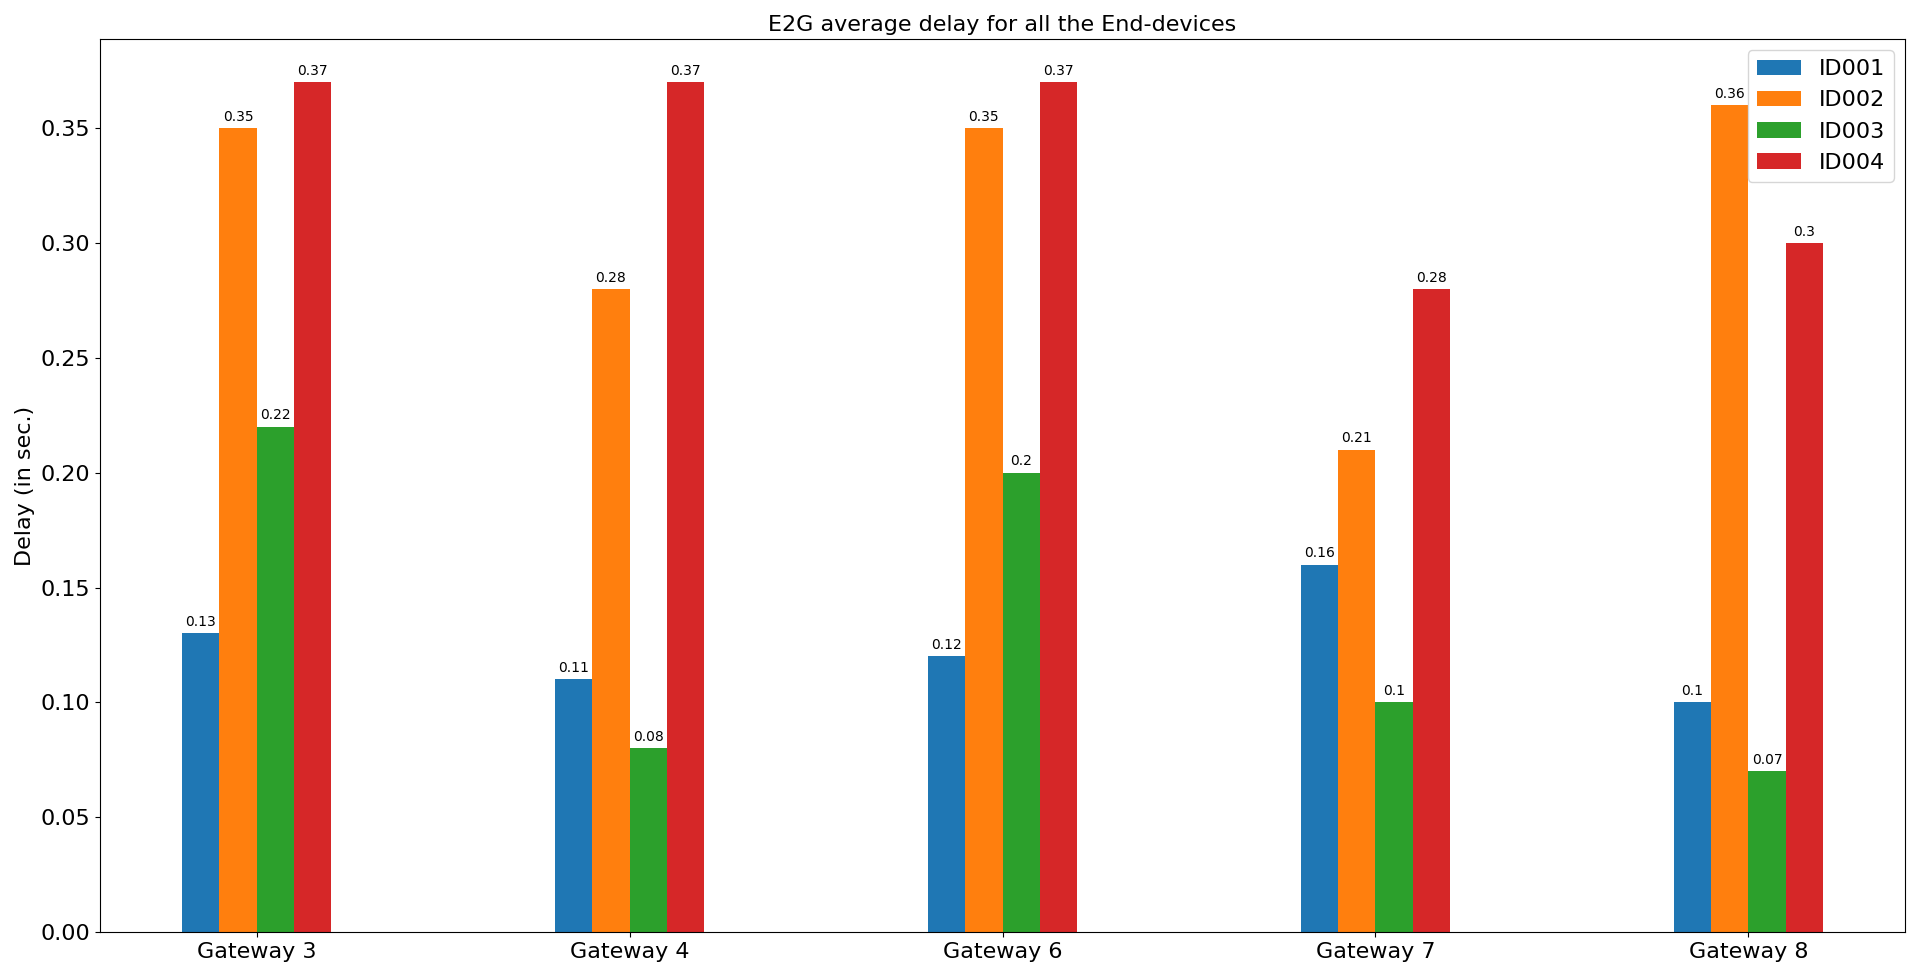 E2G average delay for all the End-devices
ID001
ID002
ID003
ID004
Delay (in sec.)
0.35
0.30
0.25
0.20
0.15
0.10
0.05
0.00
0.13
0.35
0.22
0.37
0.11
0.28
0.08
0.37
0.12
0.35
0.2
0.37
0.16
0.21
0.1
0.28
0.1
0.36
0.07
0.3
Gateway 3
Gateway 4
Gateway 6
Gateway 7
Gateway 8